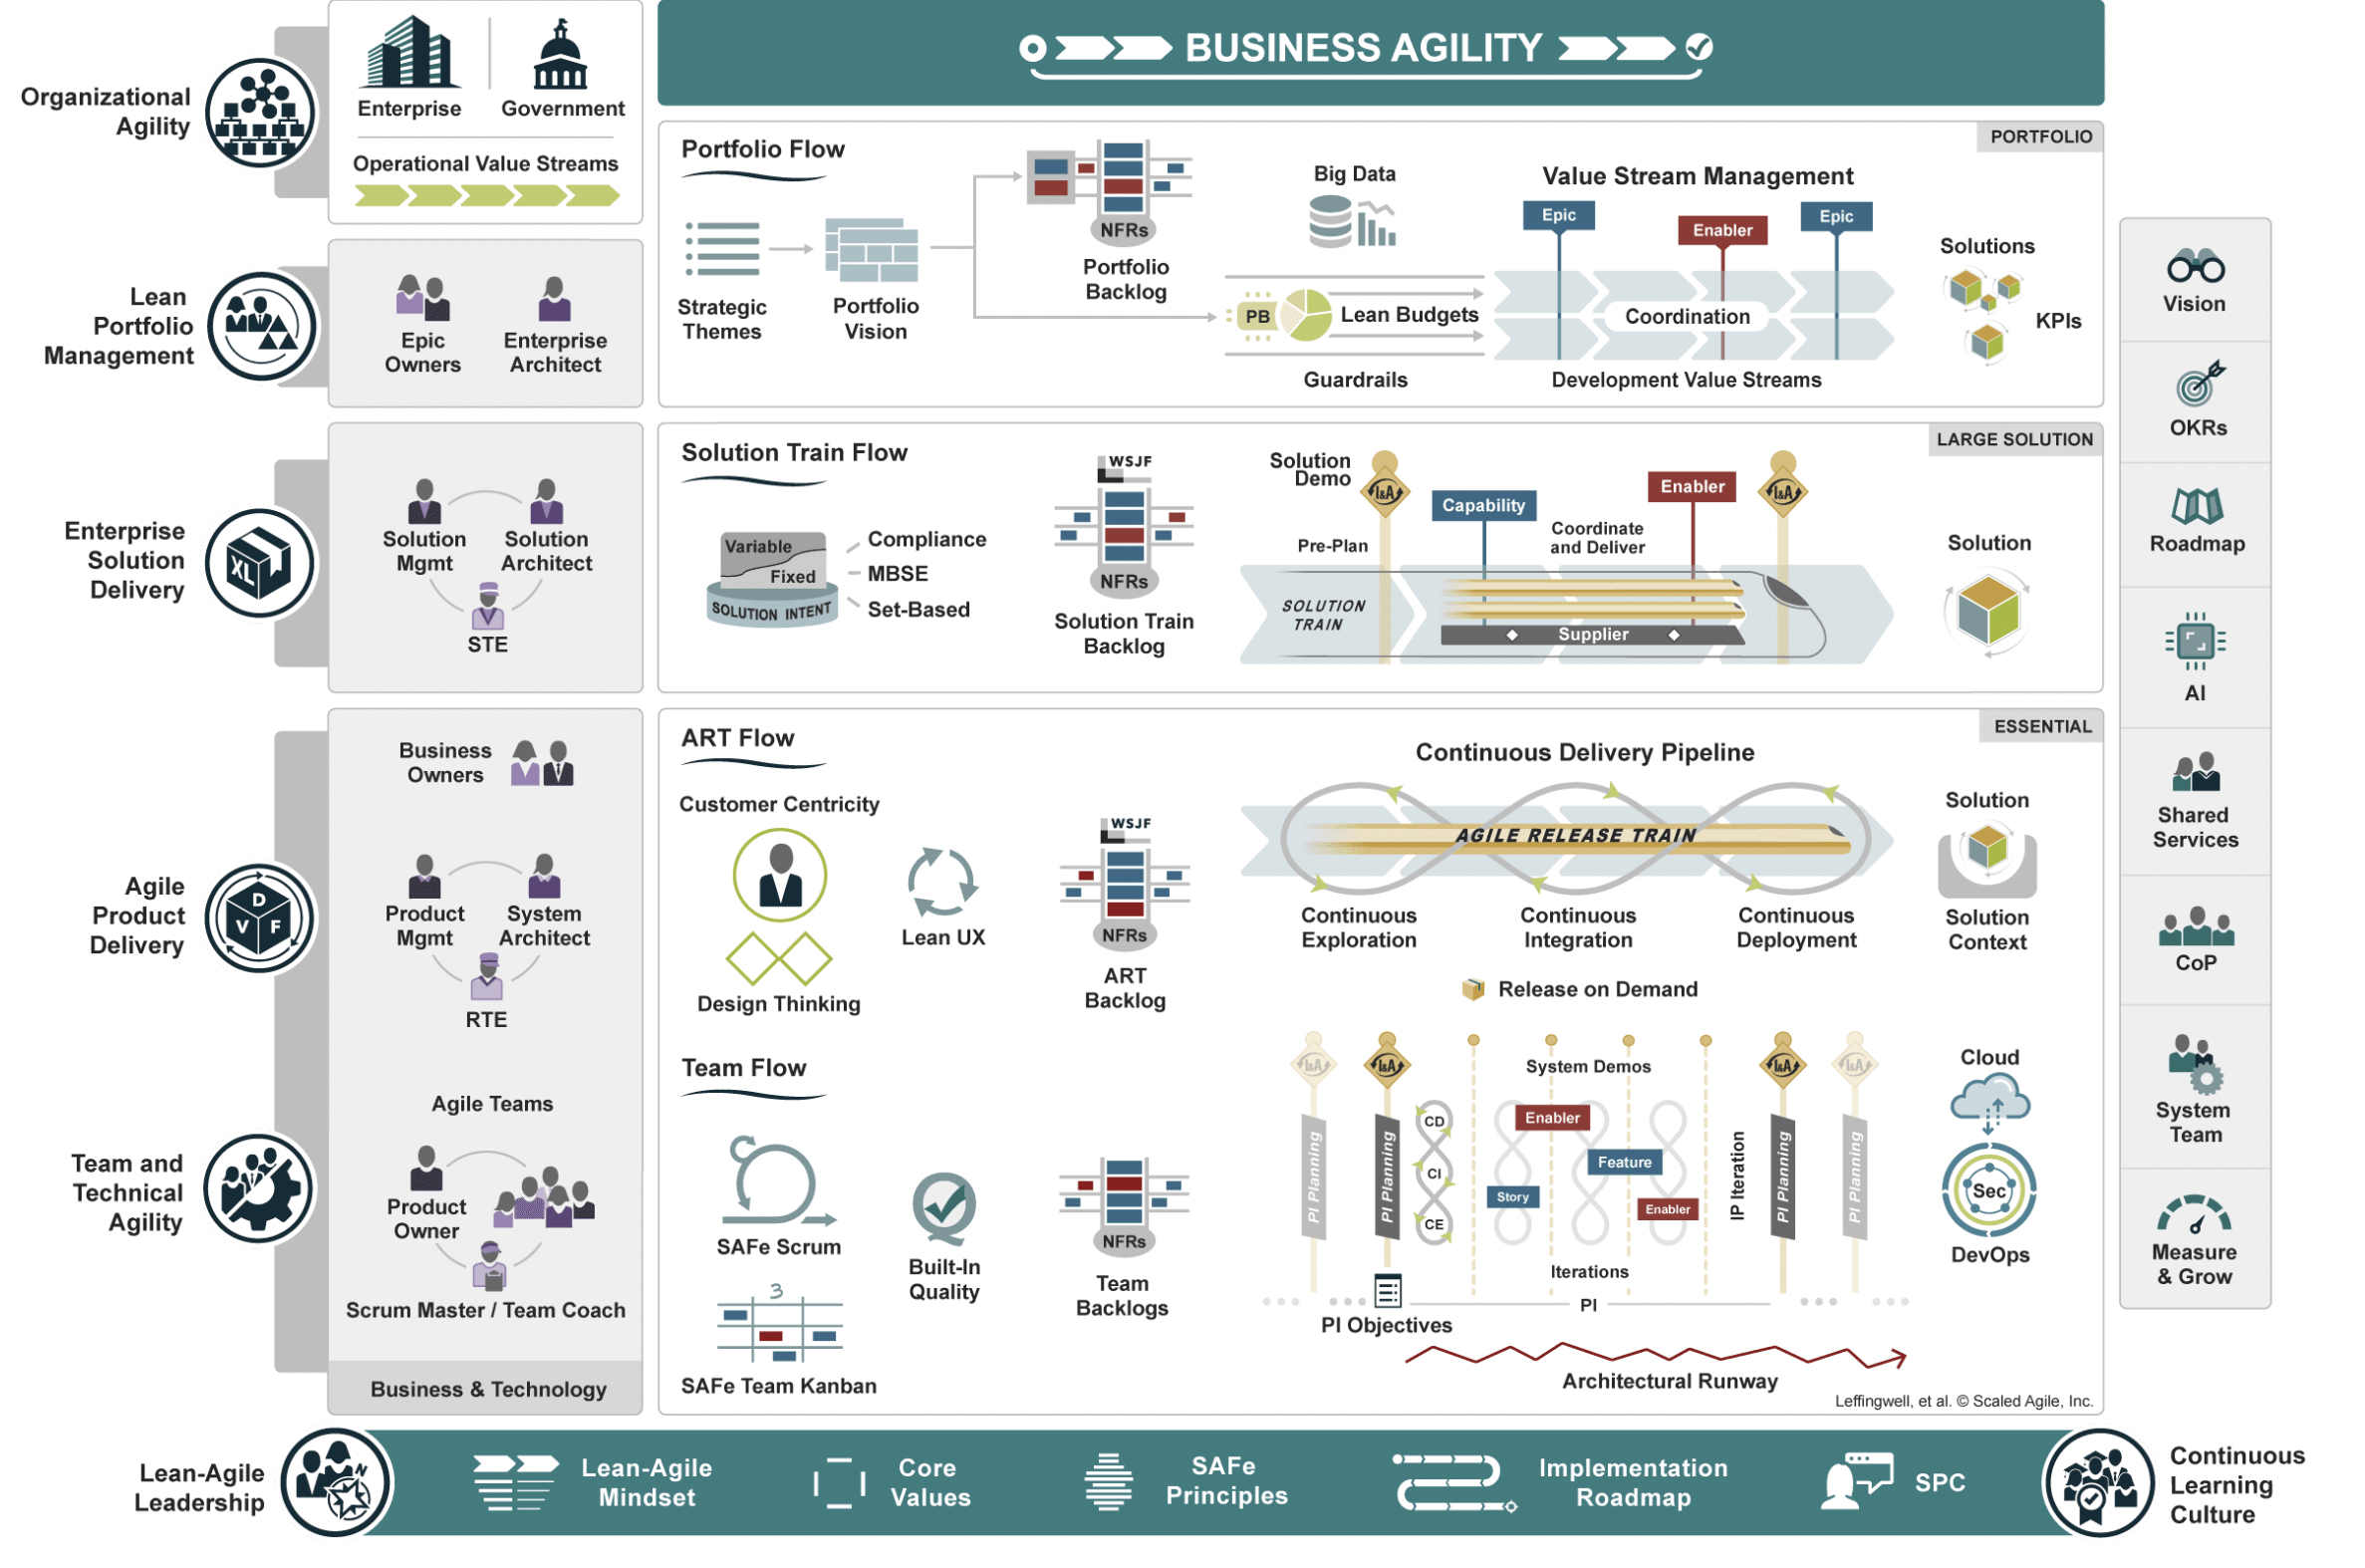 Organizational
Agility
Enterprise
Government
Operational Value Streams
BUSINESS AGILITY
Lean
Portfolio
Management
Epic
Owners
Enterprise
Architect
PORTFOLIO
Portfolio Flow
Strategic
Themes
Portfolio
Vision
NFRs
Portfolio
Backlog
Big Data
PB
Lean Budgets
Guardrails
Value Stream Management
Epic
Enabler
Epic
Coordination
Development Value Streams
Solutions
KPIs
Enterprise
Solution
Delivery
XL
Solution
Mgmt
Solution
Architect
STE
LARGE SOLUTION
Solution Train Flow
Variable
Fixed
SOLUTION INTENT
Compliance
MBSE
Set-Based
WSJF
NFRs
Solution Train
Backlog
Solution
Demo
I&A
Capability
Enabler
I&A
Pre-Plan
Coordinate
and Deliver
SOLUTION
TRAIN
Supplier
Solution
Agile
Product
Delivery
D
V
F
Business
Owners
Product
Mgmt
System
Architect
RTE
ESSENTIAL
ART Flow
Customer Centricity
Design Thinking
Lean UX
WSJF
NFRs
ART
Backlog
Continuous Delivery Pipeline
AGILE RELEASE TRAIN
Continuous
Exploration
Continuous
Integration
Continuous
Deployment
Release on Demand
Solution
Solution
Context
Team and
Technical
Agility
Agile Teams
Product
Owner
Scrum Master / Team Coach
Business & Technology
Team Flow
SAFe Scrum
3
SAFe Team Kanban
Built-In
Quality
NFRs
Team
Backlogs
I&A
I&A
System Demos
I&A
I&A
PI Planning
PI Planning
CD
CI
CE
Enabler
Feature
Story
Enabler
IP Iteration
PI Planning
PI Planning
Iterations
PI
PI Objectives
Architectural Runway
Cloud
Sec
DevOps
Leffingwell, et al. © Scaled Agile, Inc.
Vision
OKRs
Roadmap
AI
Shared
Services
CoP
System
Team
Measure
& Grow
Lean-Agile
Leadership
N
Lean-Agile
Mindset
Core
Values
SAFe
Principles
Implementation
Roadmap
SPC
Continuous
Learning
Culture